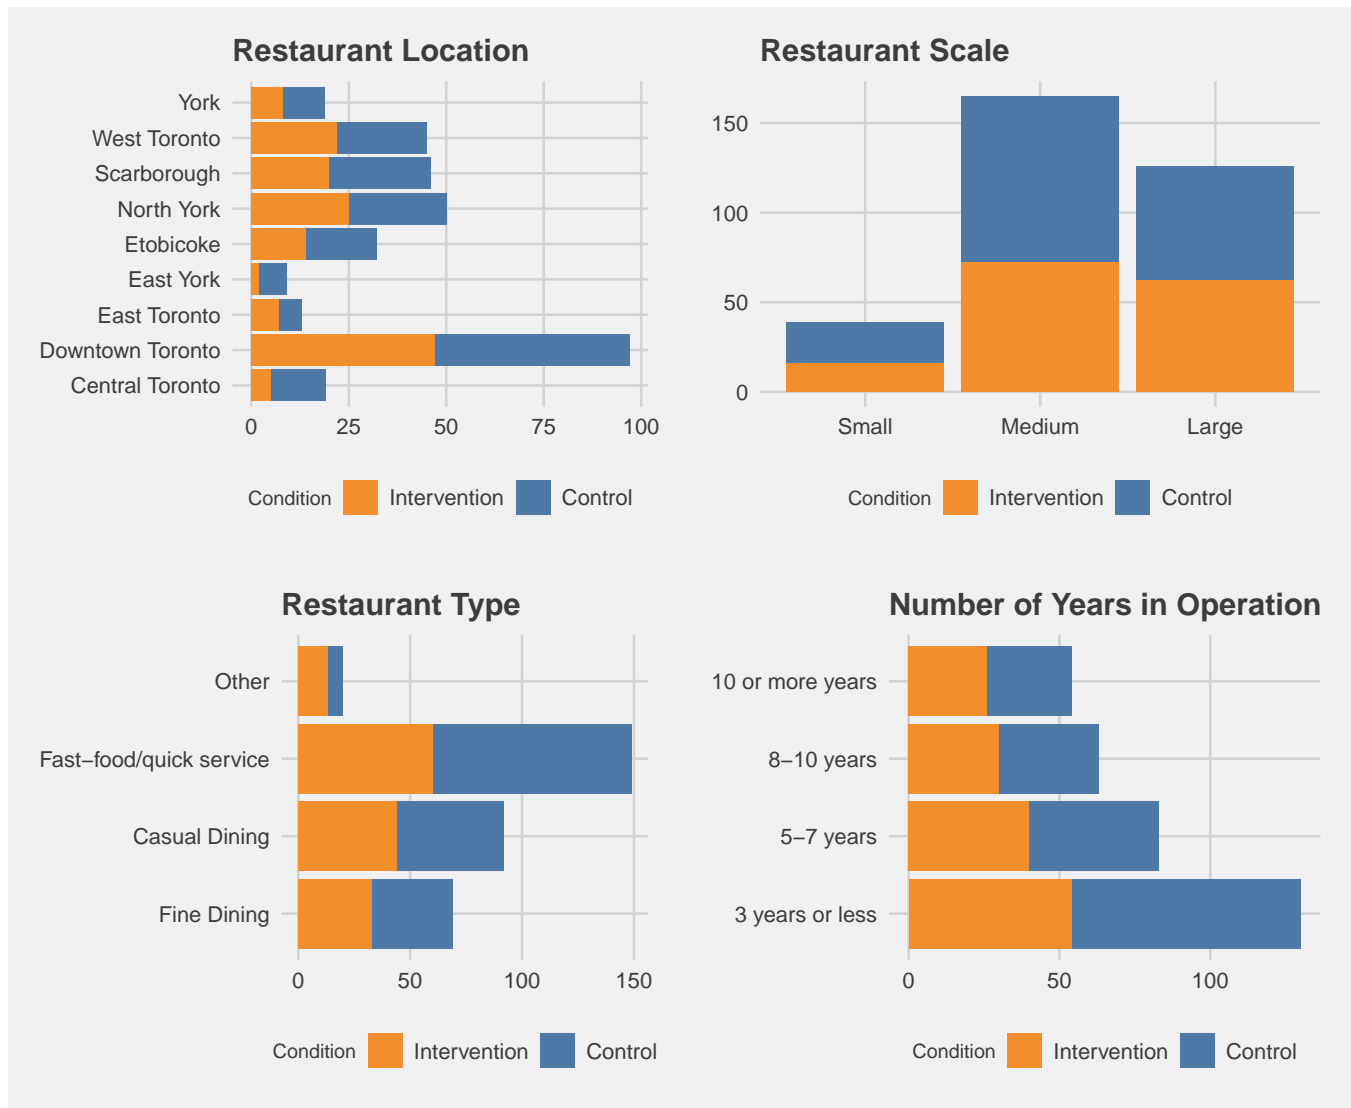 Restaurant Location
York
West Toronto
Scarborough
North York
Etobicoke
East York
East Toronto
Downtown Toronto
Central Toronto
0 25 50 75 100
Condition Intervention Control
Restaurant Scale
150
100
50
0
Small Medium Large
Condition Intervention Control
Restaurant Type
Other
Fast−food/quick service
Casual Dining
Fine Dining
0 50 100 150
Condition Intervention Control
Number of Years in Operation
10 or more years
8−10 years
5−7 years
3 years or less
0 50 100
Condition Intervention Control